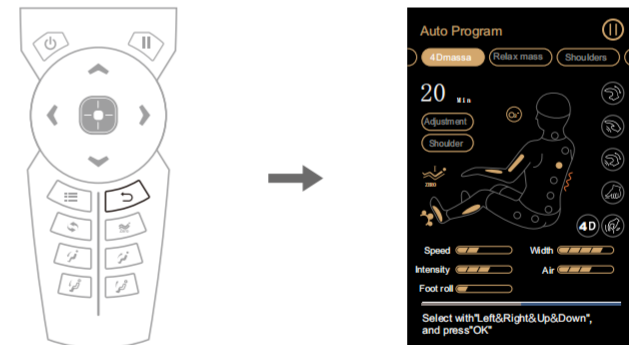 Auto Program
4Dmassa
Relax mass
Shoulders
20 Min
Adjustment
Shoulder
ZERO
4D
Speed
Width
Intensity
Air
Foot roll
Select with"Left&Right&Up&Down",
and press"OK"